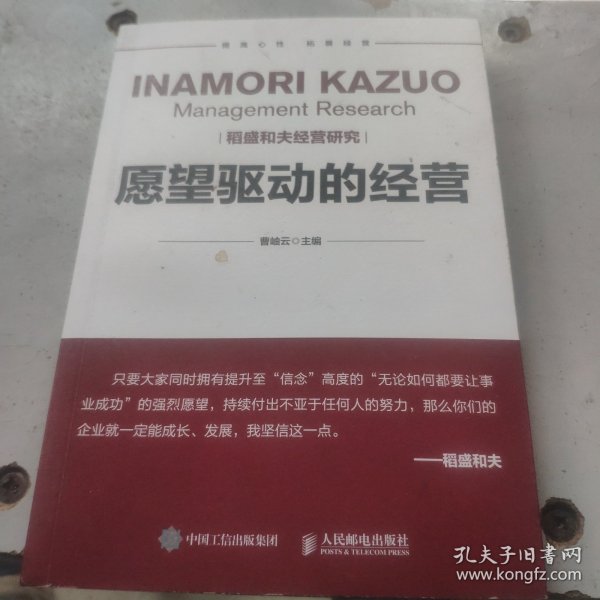 提高心性 拓展经营
INAMORI KAZUO
Management Research
稻盛和夫经营研究
愿望驱动的经营
曹岫云◎主编
只要大家同时拥有提升至“信念”高度的“无论如何都要让事
业成功”的强烈愿望，持续付出不亚于任何人的努力，那么你们的
企业就一定能成长、发展，我坚信这一点。
——稻盛和夫
中国工信出版集团
人民邮电出版社
POSTS & TELECOM PRESS
孔夫子旧书网
www.kongfz.com